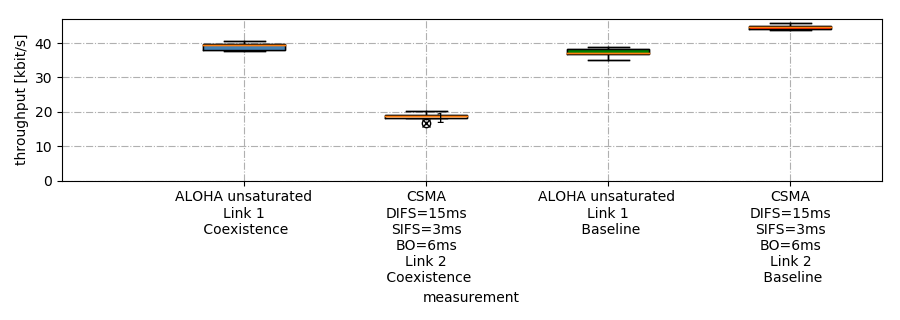 throughput [kbit/s]
40
30
20
10
0
1
ALOHA unsaturated
Link 1
Coexistence
CSMA
DIFS=15ms
SIFS=3ms
BO=6ms
Link 2
Coexistence
ALOHA unsaturated
Link 1
Baseline
CSMA
DIFS=15ms
SIFS=3ms
BO=6ms
Link 2
Baseline
measurement